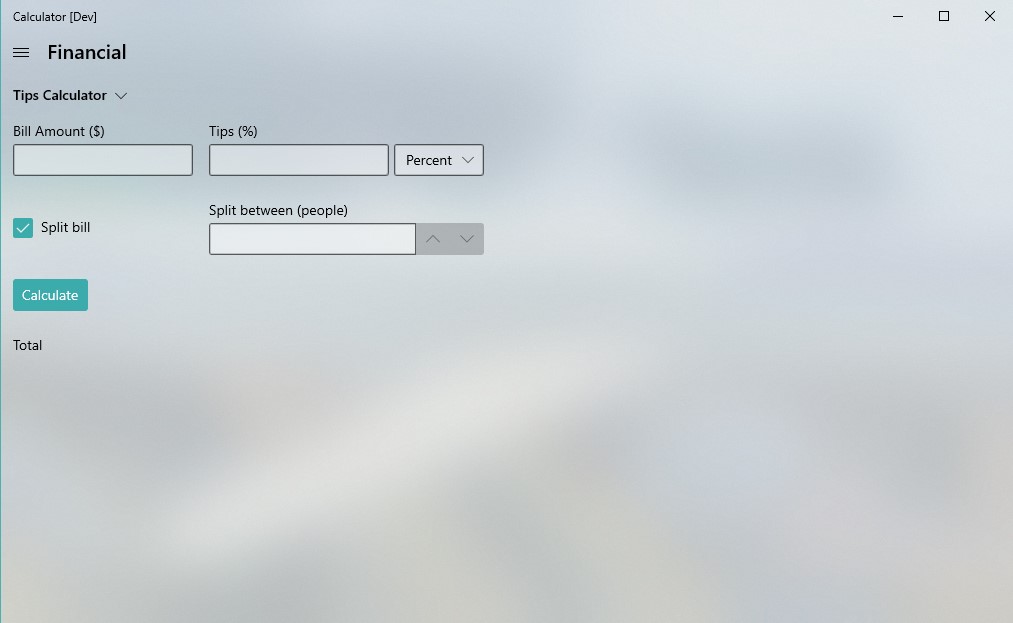 Calculator [Dev]
Financial
Tips Calculator
Bill Amount ($)
Tips (%)
Percent
Split between (people)
Split bill
Calculate
Total